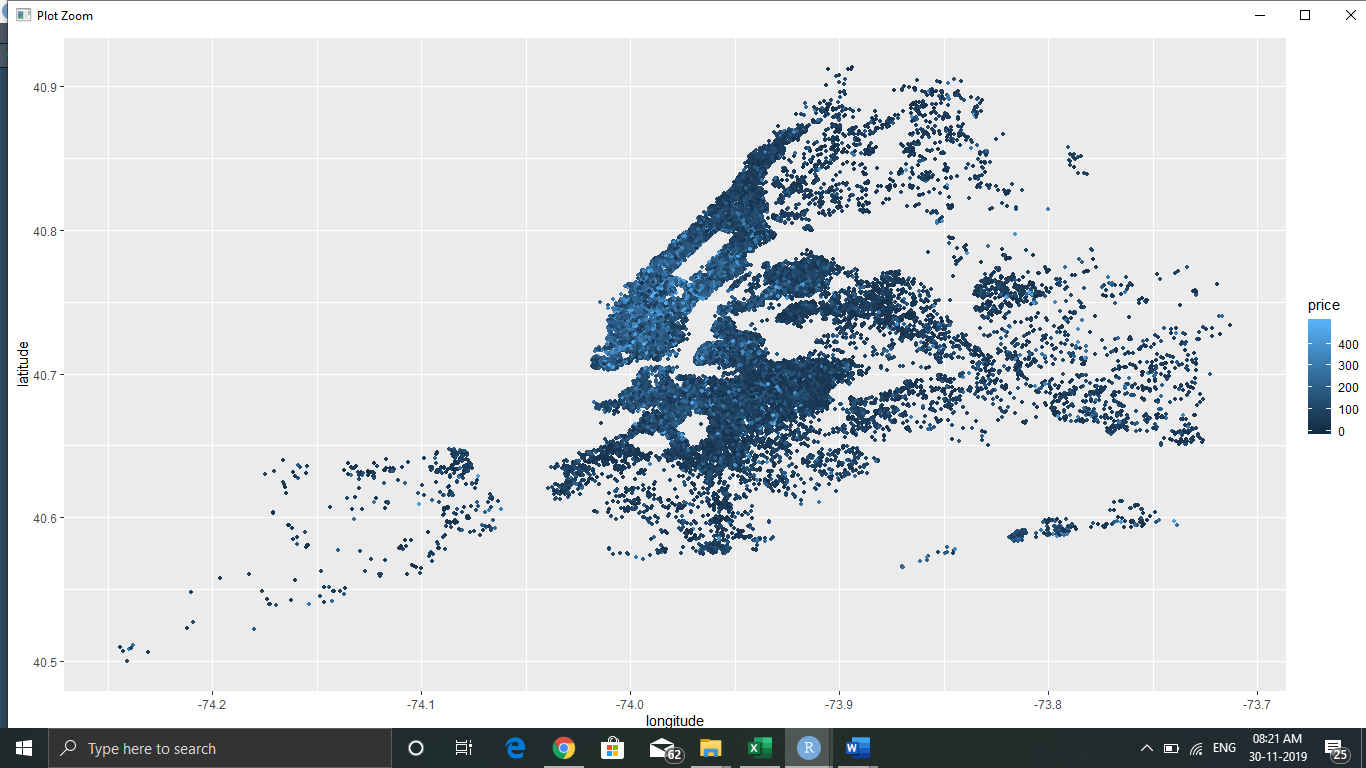 Plot Zoom
40.9
40.8
40.7
40.6
40.5
latitude
-74.2
-74.1
-74.0
-73.9
-73.8
-73.7
longitude
price
400
300
200
100
0
Type here to search
62
R
ENG
08:21 AM
30-11-2019
25